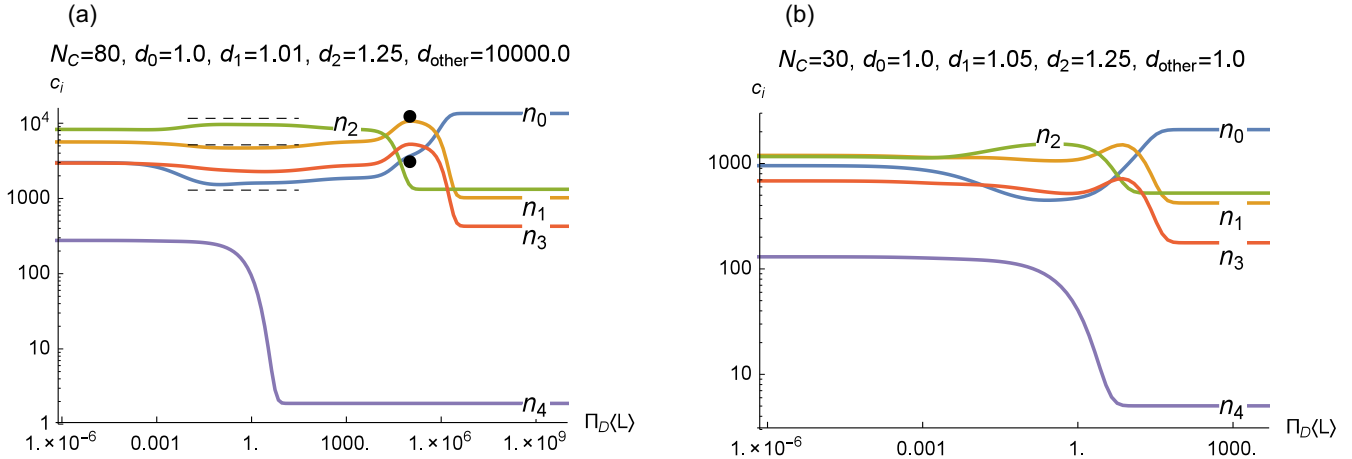 (a)
N_C=80, d_0=1.0, d_1=1.01, d_2=1.25, d_other=10000.0
c_i
10^4
1000
100
10
1
n_2
n_0
n_1
n_3
n_4
1.×10^-6 0.001 1. 1000. 1.×10^6 1.×10^9
Π_D⟨L⟩
(b)
N_C=30, d_0=1.0, d_1=1.05, d_2=1.25, d_other=1.0
c_i
1000
100
10
n_2
n_0
n_1
n_3
n_4
1.×10^-6 0.001 1. 1000.
Π_D⟨L⟩